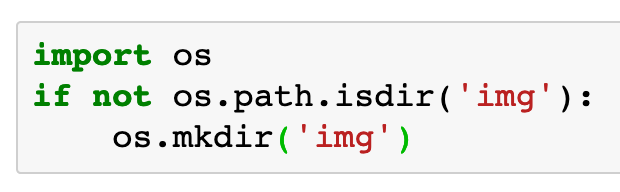 import os
if not os.path.isdir('img'):
    os.mkdir('img')